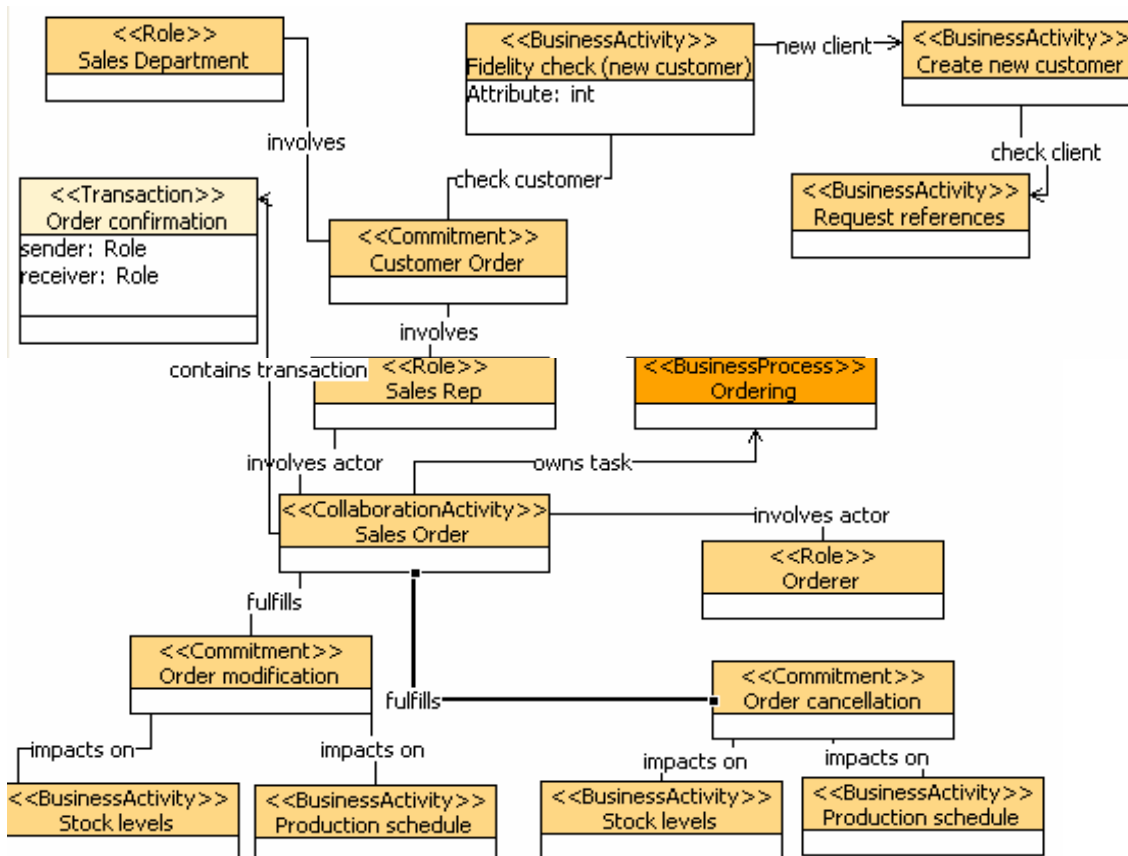 <<Role>>
Sales Department
<<BusinessActivity>>
Fidelity check (new customer)
Attribute: int
new client
<<BusinessActivity>>
Create new customer
involves
check customer
check client
<<Transaction>>
Order confirmation
sender: Role
receiver: Role
<<BusinessActivity>>
Request references
<<Commitment>>
Customer Order
involves
contains transaction
<<Role>>
Sales Rep
<<BusinessProcess>>
Ordering
involves actor
owns task
<<CollaborationActivity>>
Sales Order
involves actor
<<Role>>
Orderer
fulfills
<<Commitment>>
Order modification
fulfills
<<Commitment>>
Order cancellation
impacts on
impacts on
impacts on
impacts on
<<BusinessActivity>>
Stock levels
<<BusinessActivity>>
Production schedule
<<BusinessActivity>>
Stock levels
<<BusinessActivity>>
Production schedule